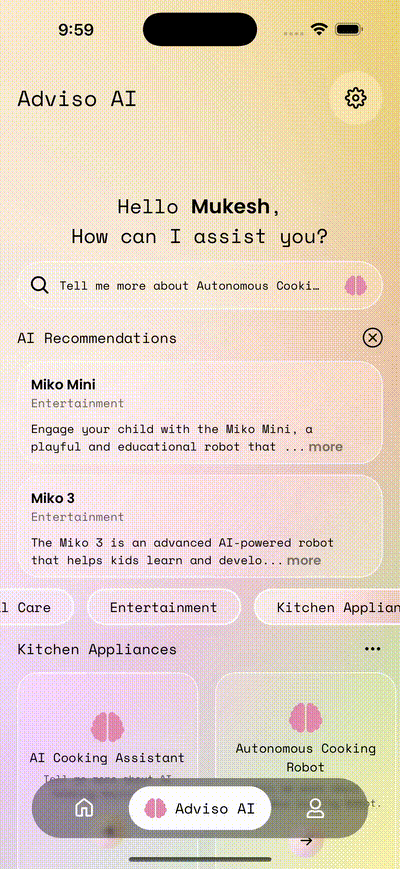 9:59
Adviso AI
Hello Mukesh,
How can I assist you?
Tell me more about Autonomous Cooki…
AI Recommendations
Miko Mini
Entertainment
Engage your child with the Miko Mini, a
playful and educational robot that ... more
Miko 3
Entertainment
The Miko 3 is an advanced AI-powered robot
that helps kids learn and develo... more
l Care
Entertainment
Kitchen Applian
Kitchen Appliances
AI Cooking Assistant
Autonomous Cooking
Robot
Tell me more about AI
Adviso AI